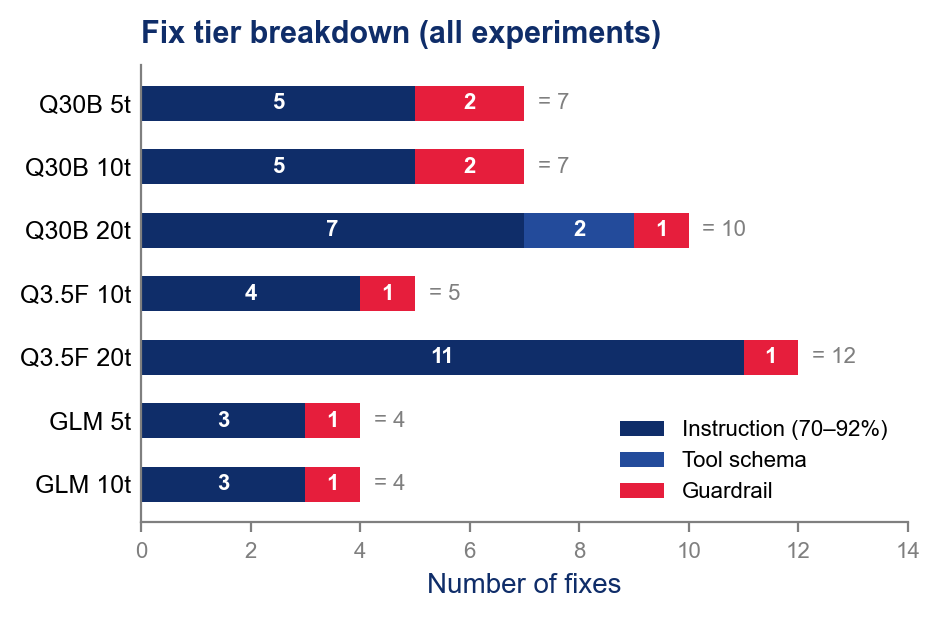 Fix tier breakdown (all experiments)
Q30B 5t 5 2 = 7
Q30B 10t 5 2 = 7
Q30B 20t 7 2 1 = 10
Q3.5F 10t 4 1 = 5
Q3.5F 20t 11 1 = 12
GLM 5t 3 1 = 4
GLM 10t 3 1 = 4
Instruction (70–92%)
Tool schema
Guardrail
0 2 4 6 8 10 12 14
Number of fixes